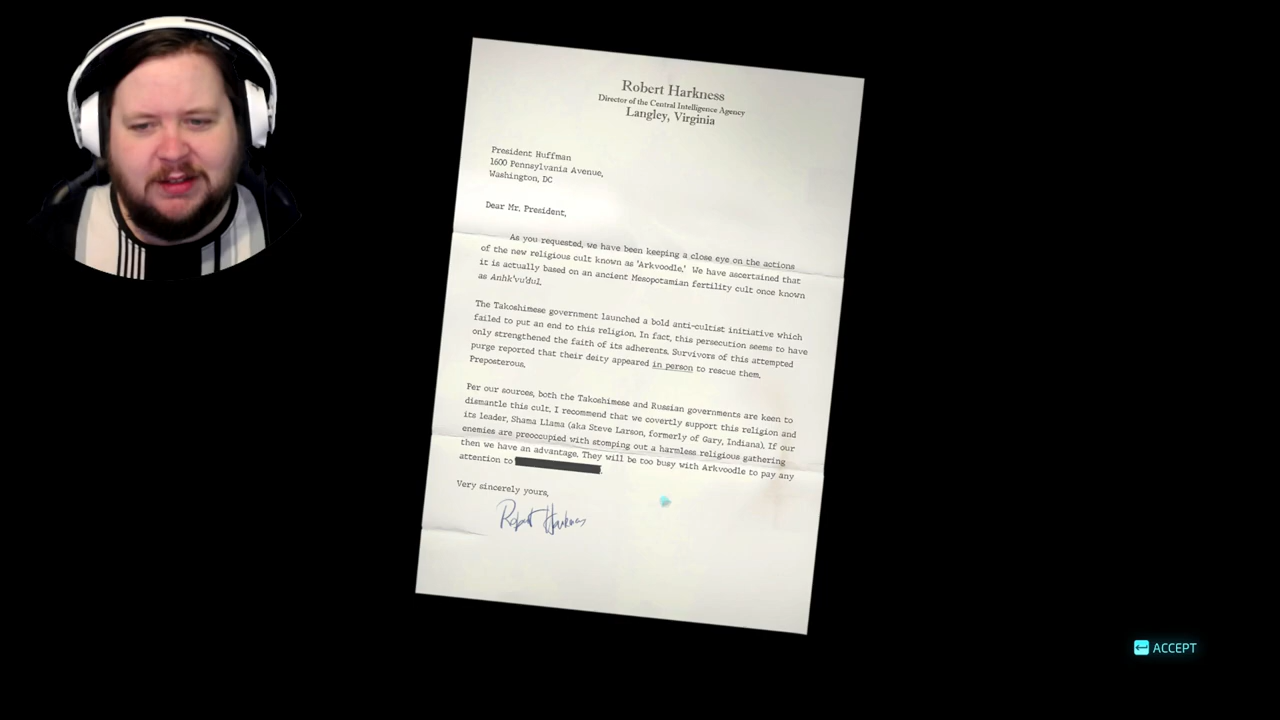 Robert Harkness
Director of the Central Intelligence Agency
Langley, Virginia
President Huffman
1600 Pennsylvania Avenue,
Washington, DC
Dear Mr. President,
As you requested, we have been keeping a close eye on the actions
of the new religious cult known as 'Arkvoodle.' We have ascertained that
it is actually based on an ancient Mesopotamian fertility cult once known
as Anhk'vu'dul.
The Takoshimese government launched a bold anti-cultist initiative which
failed to put an end to this religion. In fact, this persecution seems to have
only strengthened the faith of its adherents. Survivors of this attempted
purge reported that their deity appeared in person to rescue them.
Preposterous.
Per our sources, both the Takoshimese and Russian governments are keen to
dismantle this cult. I recommend that we covertly support this religion and
its leader, Shama Llama (aka Steve Larson, formerly of Gary, Indiana). If our
enemies are preoccupied with stomping out a harmless religious gathering
then we have an advantage. They will be too busy with Arkvoodle to pay any
attention to .
Very sincerely yours,
Robert Harkness
ACCEPT